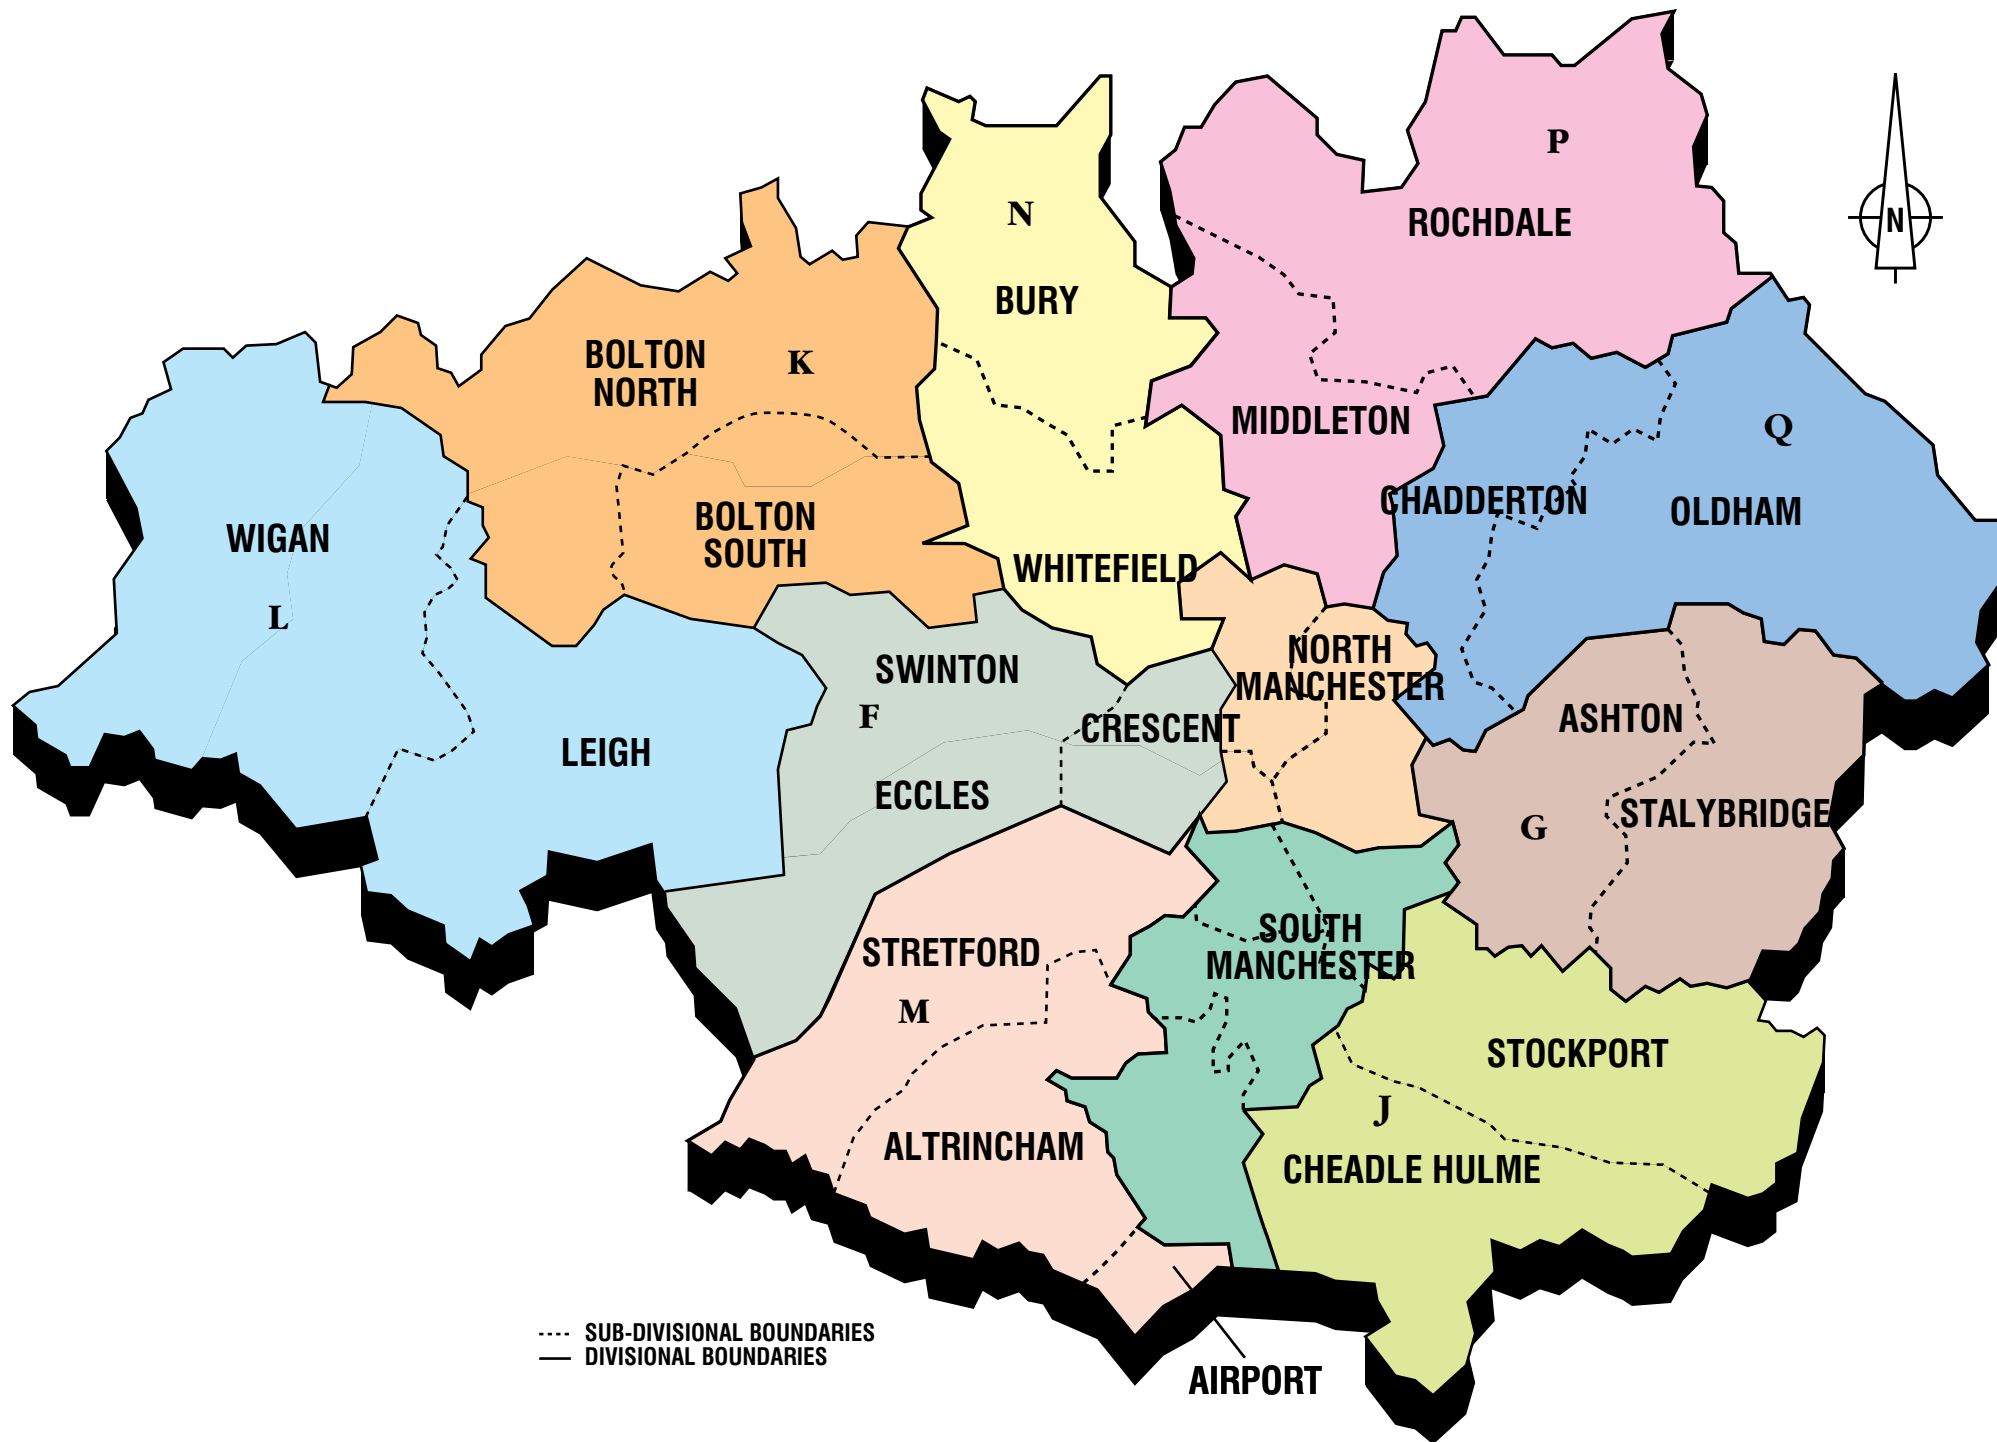 P
N
ROCHDALE
N
BURY
BOLTON
NORTH
K
MIDDLETON
Q
CHADDERTON
OLDHAM
WIGAN
BOLTON
SOUTH
WHITEFIELD
L
SWINTON
NORTH
MANCHESTER
F
CRESCENT
ASHTON
LEIGH
ECCLES
G
STALYBRIDGE
STRETFORD
SOUTH
MANCHESTER
M
STOCKPORT
J
ALTRINCHAM
CHEADLE HULME
SUB-DIVISIONAL BOUNDARIES
DIVISIONAL BOUNDARIES
AIRPORT